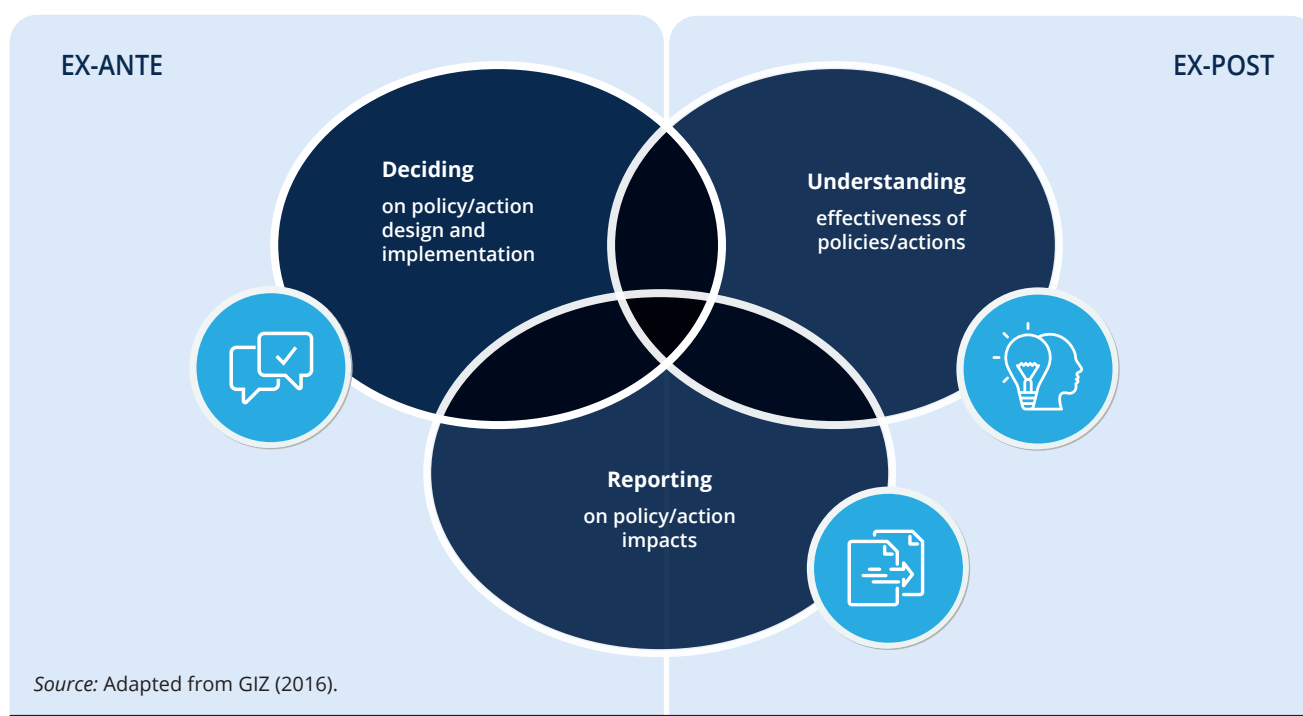 EX-ANTE
EX-POST
Deciding
on policy/action
design and
implementation
Understanding
effectiveness of
policies/actions
Reporting
on policy/action
impacts
Source: Adapted from GIZ (2016).